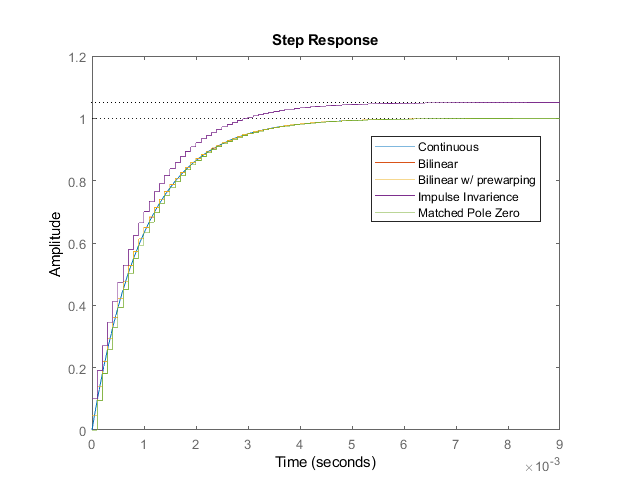 Step Response
1.2
1
0.8
0.6
0.4
0.2
0
Amplitude
Continuous
Bilinear
Bilinear w/ prewarping
Impulse Invarience
Matched Pole Zero
0 1 2 3 4 5 6 7 8 9
Time (seconds)
×10⁻³